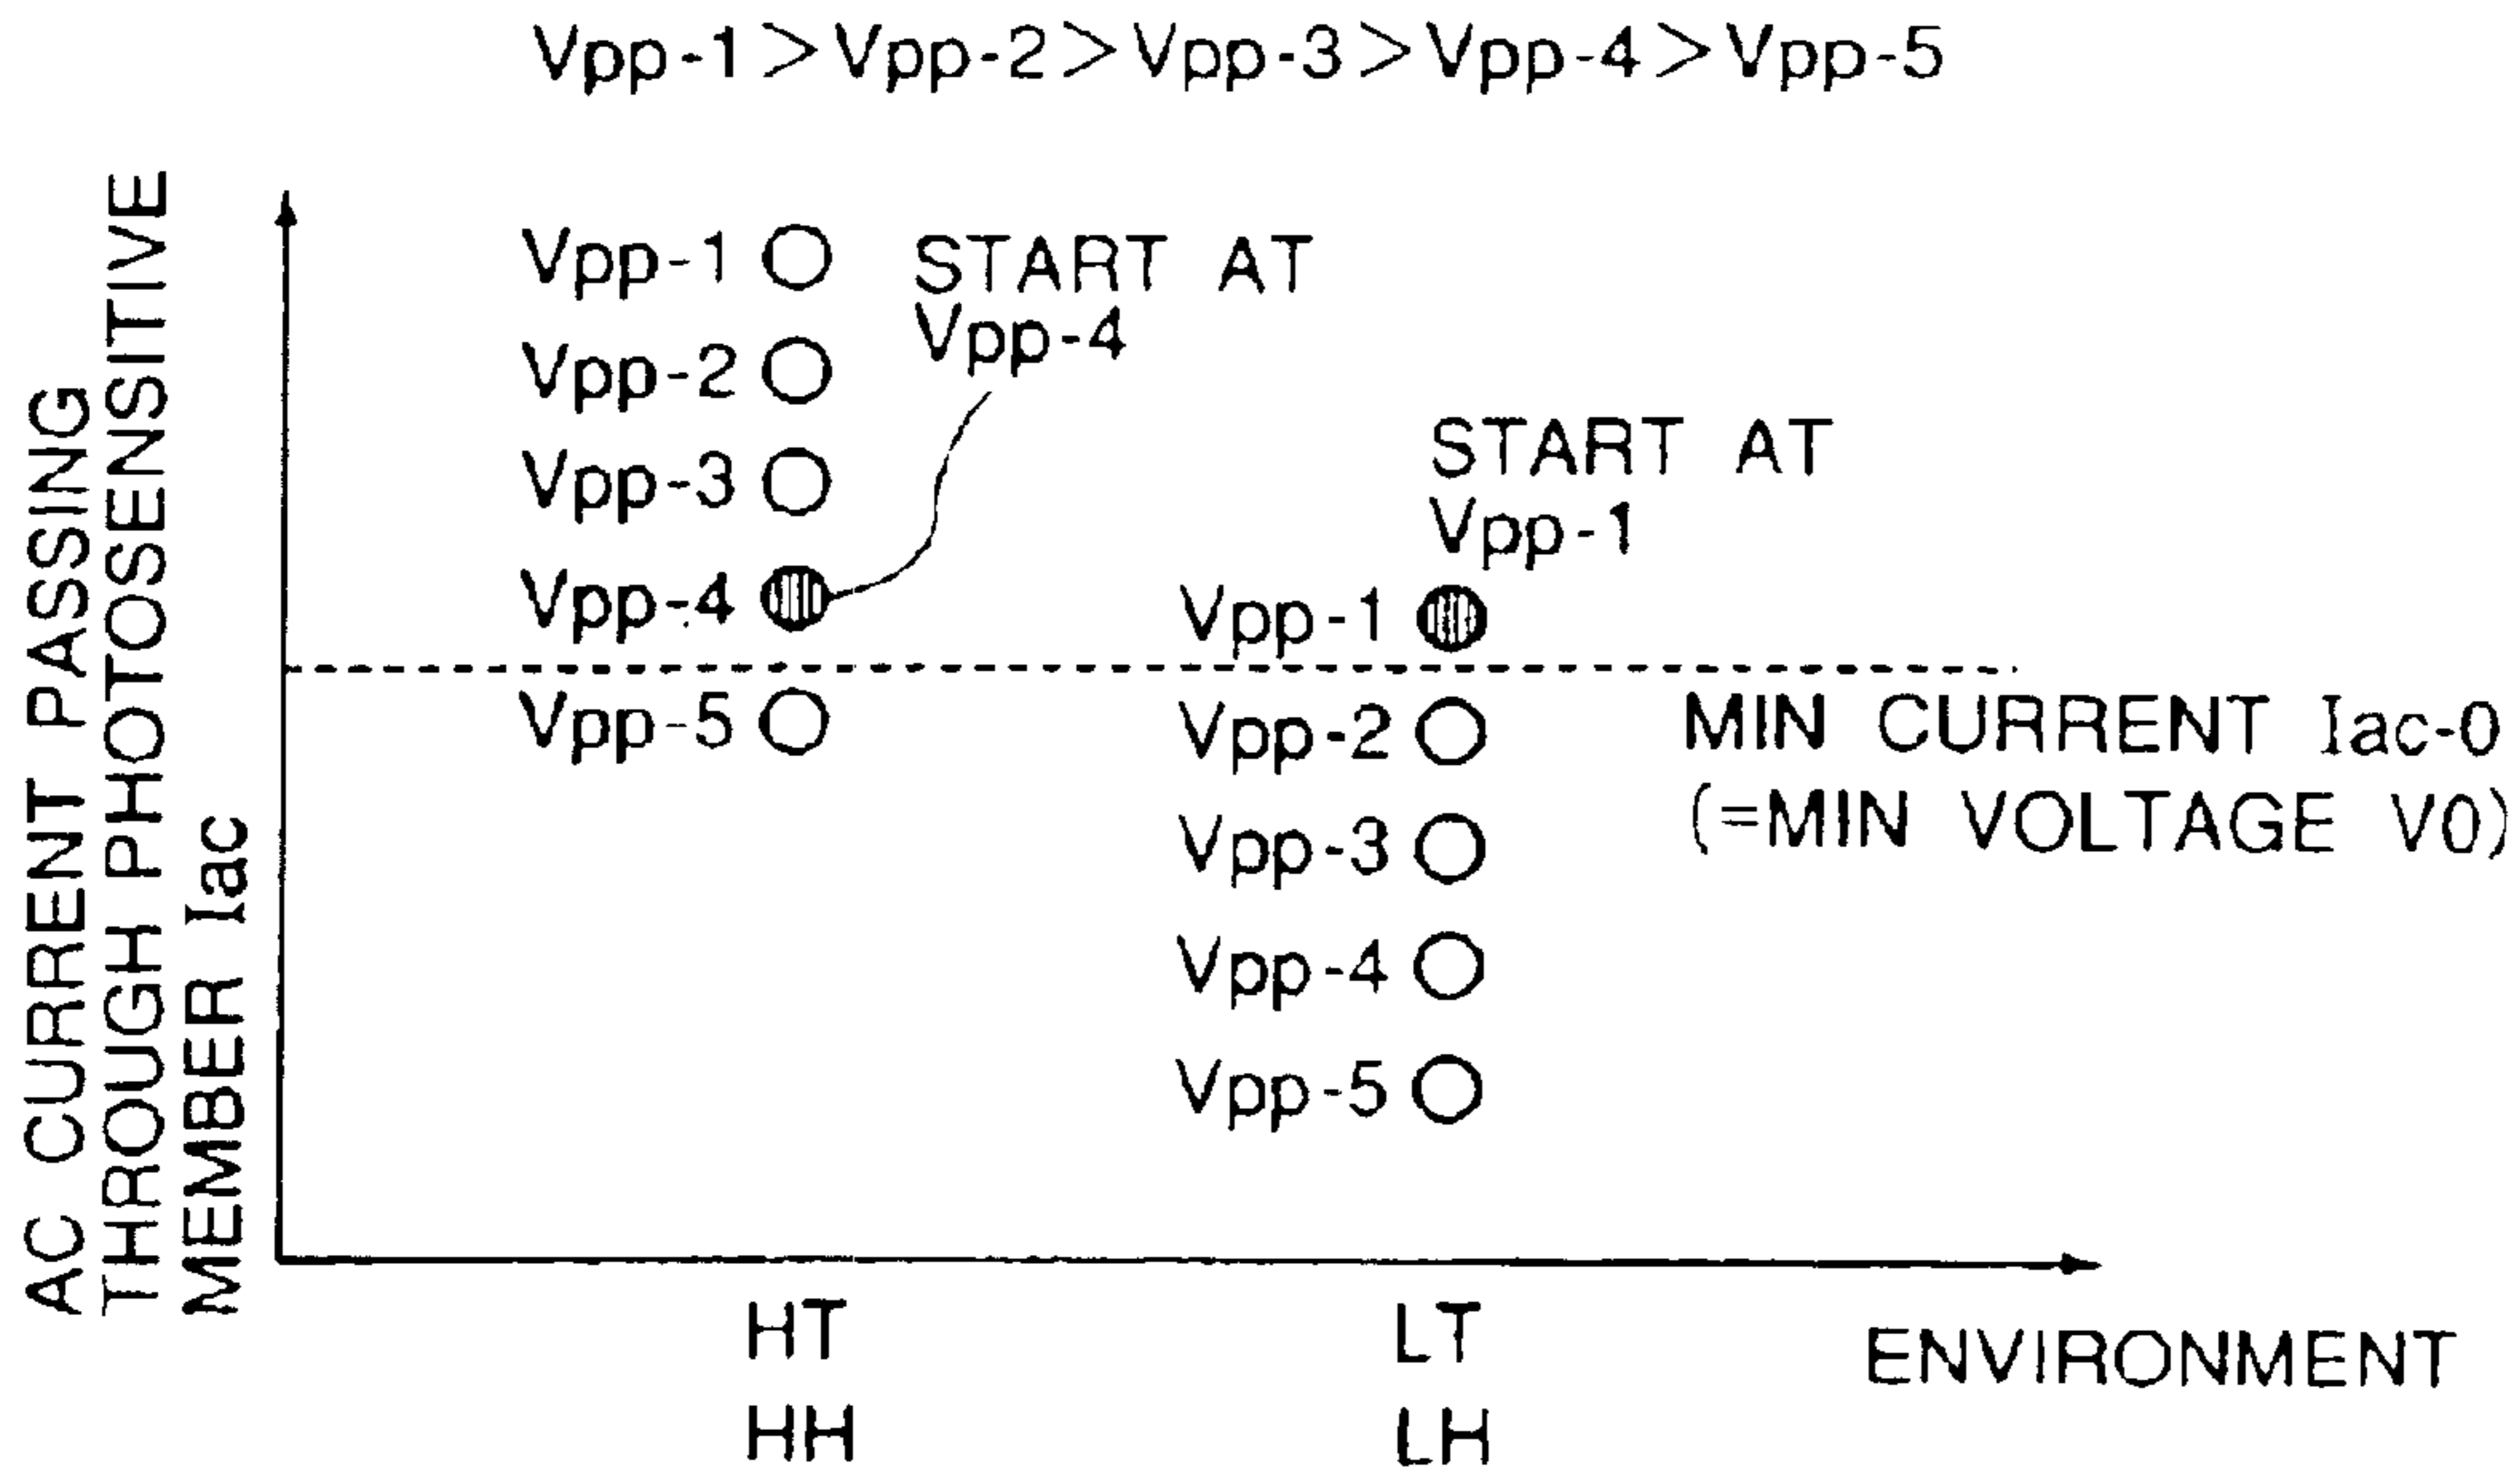 Vpp-1>Vpp-2>Vpp-3>Vpp-4>Vpp-5
AC CURRENT PASSING
THROUGH PHOTOSENSITIVE
MEMBER Iac
Vpp-1
Vpp-2
Vpp-3
Vpp-4
Vpp-5
START AT
Vpp-4
START AT
Vpp-1
Vpp-1
Vpp-2
Vpp-3
Vpp-4
Vpp-5
MIN CURRENT Iac-0
(=MIN VOLTAGE V0)
HT
HH
LT
LH
ENVIRONMENT